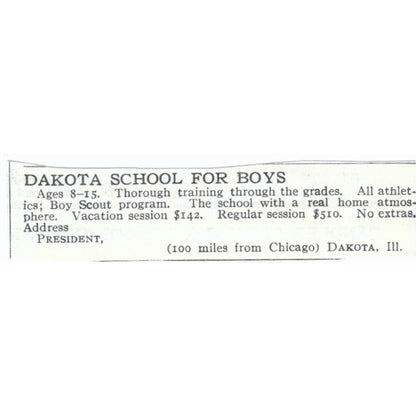 DAKOTA SCHOOL FOR BOYS
Ages 8-15. Thorough training through the grades. All athlet-
ics; Boy Scout program. The school with a real home atmos-
phere. Vacation session $142. Regular session $510. No extras.
Address
PRESIDENT,
(100 miles from Chicago) DAKOTA, Ill.